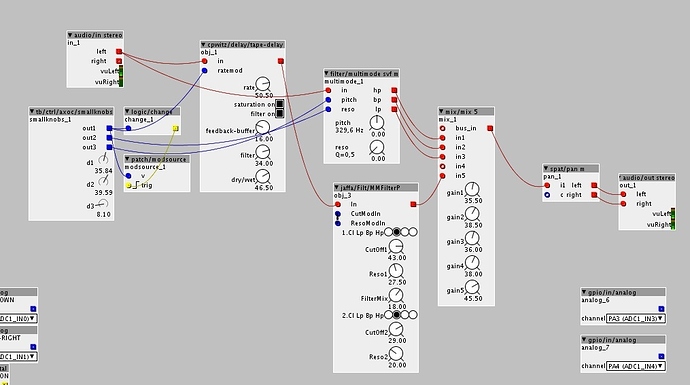 ▼ audio/in stereo
in_1
left
right
vuLeft
vuRight
▼ tb/ctrl/axoc/smallknobs
smallknobs_1
out1
out2
out3
d1
35.84
d2
39.59
d3
8.10
▼ logic/change
change_1
▼ patch/modsource
modsource_1
v
trig
▼ cpwitz/delay/tape-delay
obj_1
in
ratemod
rate
50.50
saturation on
filter on
feedback-buffer
16.00
filter
34.00
dry/wet
46.50
▼ filter/multimode svf m
multimode_1
in hp
pitch bp
reso lp
pitch
329,6 Hz 0.00
reso
Q=0,5 0.00
▼ jaffa/Filt/MMFilterP
obj_3
In
CutModIn
ResoModIn
1.Cl Lp Bp Hp
CutOff1
43.00
Reso1
27.50
FilterMix
18.00
2.Cl Lp Bp Hp
CutOff2
29.00
Reso2
20.00
▼ mix/mix 5
mix_1
bus_in
in1
in2
in3
in4
in5
gain1
35.50
gain2
38.50
gain3
36.00
gain4
38.00
gain5
45.50
▼ spat/pan m
pan_1
i1 left
c right
▼ audio/out stereo
out_1
left
right
vuLeft
vuRight
og
OWN
ADC1_IN0) ▼
og
-RIGHT
ADC1_IN1) ▼
tal
ON
▼ gpio/in/analog
analog_6
channel PA3 (ADC1_IN3) ▼
▼ gpio/in/analog
analog_7
channel PA4 (ADC1_IN4) ▼